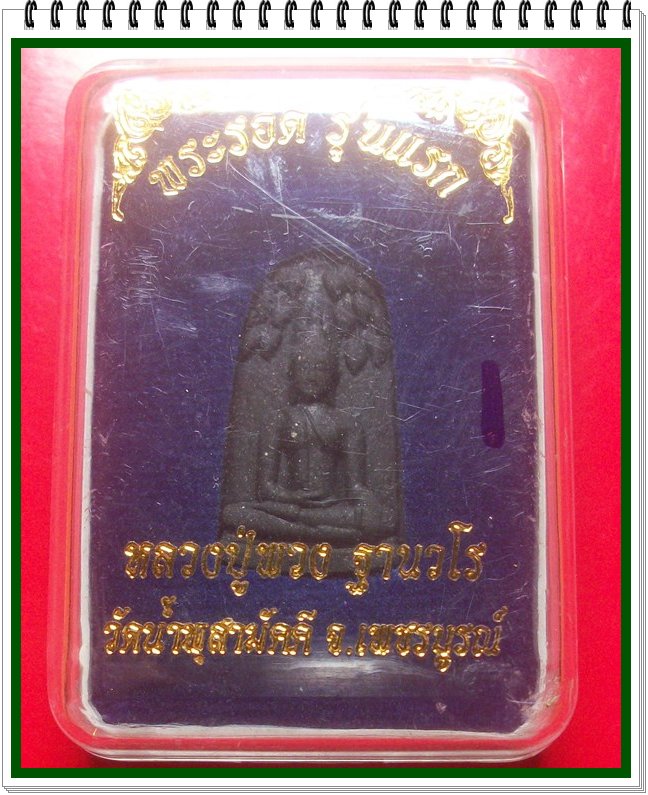 พระรอด รุ่นแรก
หลวงปู่พวง ฐานวโร
วัดน้ำพุสามัคคี จ.เพชรบูรณ์